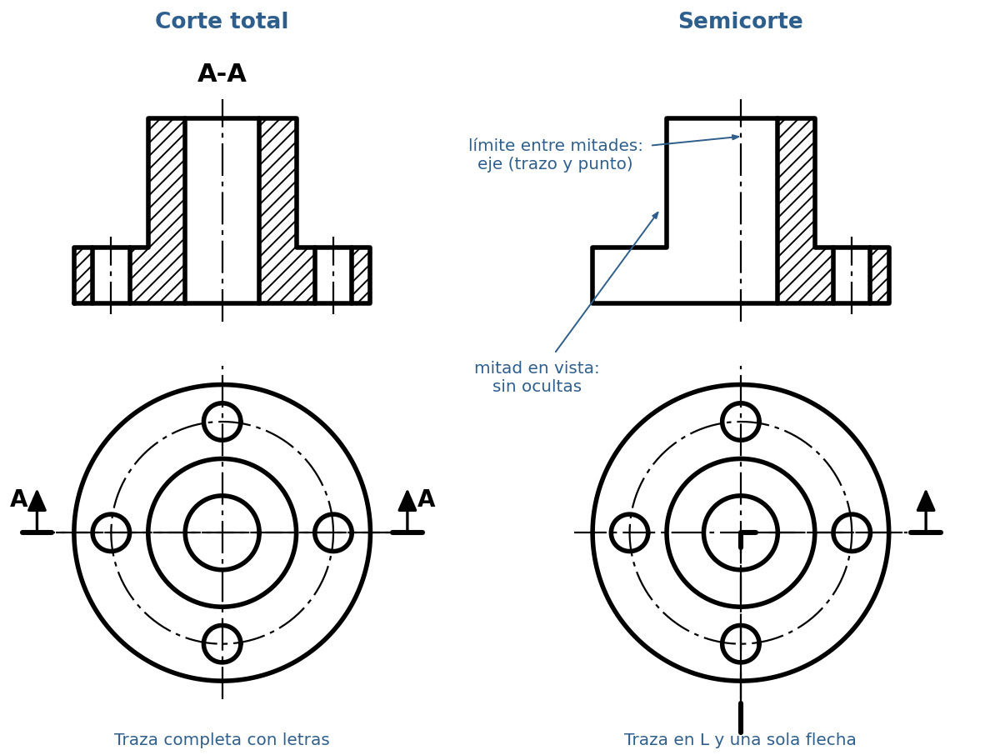 Corte total
Semicorte
A-A
límite entre mitades:
eje (trazo y punto)
mitad en vista:
sin ocultas
A
A
Traza completa con letras
Traza en L y una sola flecha